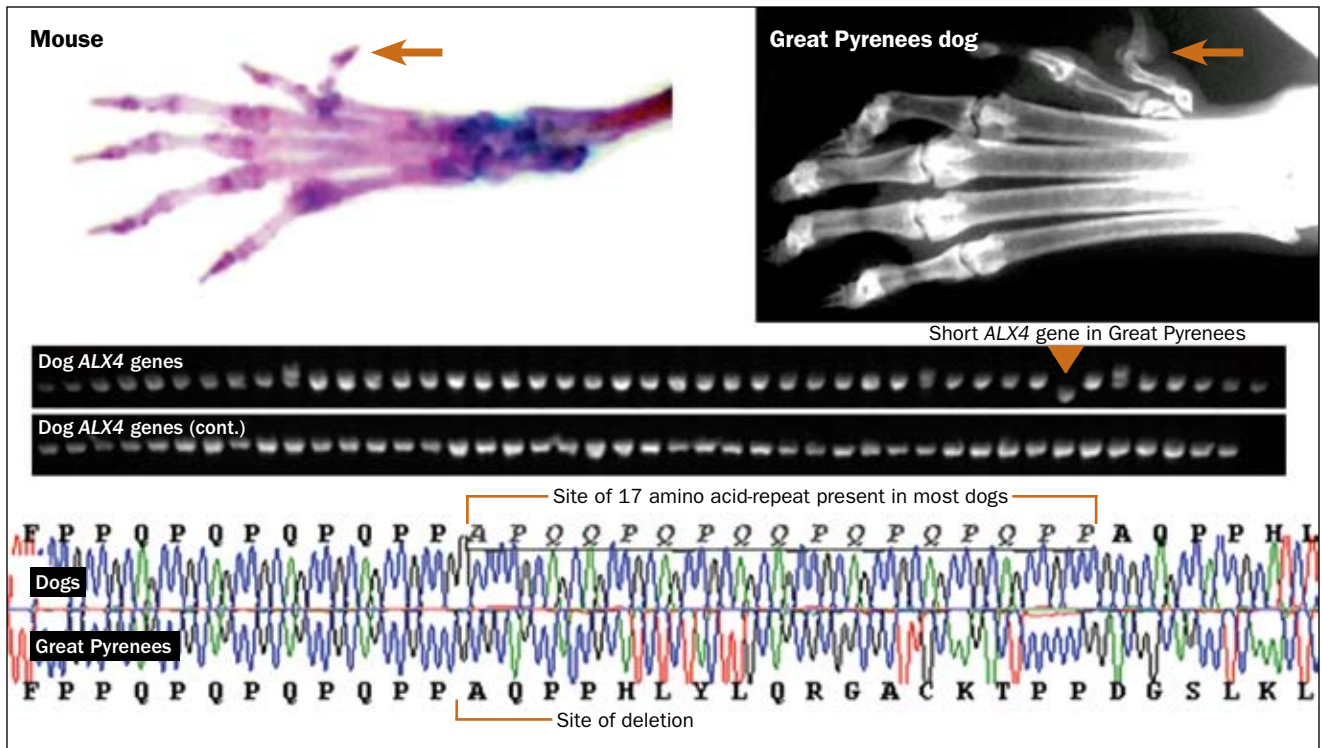 Mouse
Great Pyrenees dog
Short ALX4 gene in Great Pyrenees
Dog ALX4 genes
Dog ALX4 genes (cont.)
Site of 17 amino acid-repeat present in most dogs
F P P Q P Q P Q P Q P P A P Q Q P Q P Q Q P Q P Q P Q P P A Q P P H L
Dogs
Great Pyrenees
F P P Q P Q P Q P Q P P A Q P P H L Y L Q R G A C K T P P D G S L K L
Site of deletion